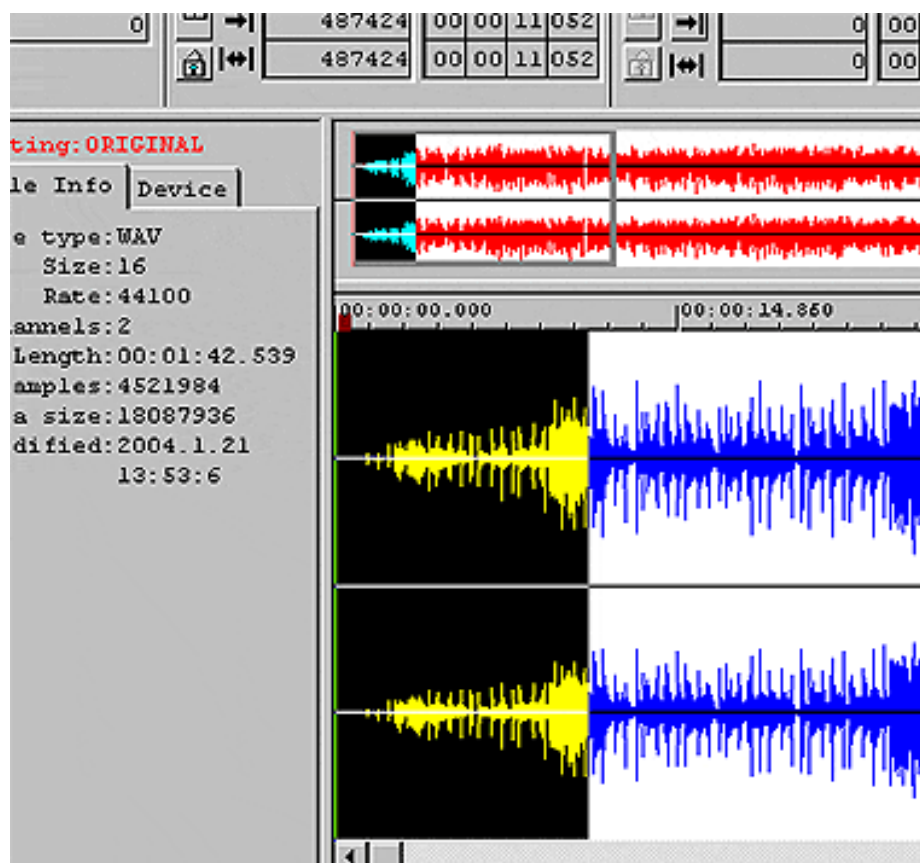 0 487424 00 00 11 052 0 00
487424 00 00 11 052 0 00
ting:ORIGINAL
le Info Device
e type:WAV
Size:16
Rate:44100
annels:2
Length:00:01:42.539
amples:4521984
a size:18087936
dified:2004.1.21
13:53:6
00:00:00.000 00:00:14.860